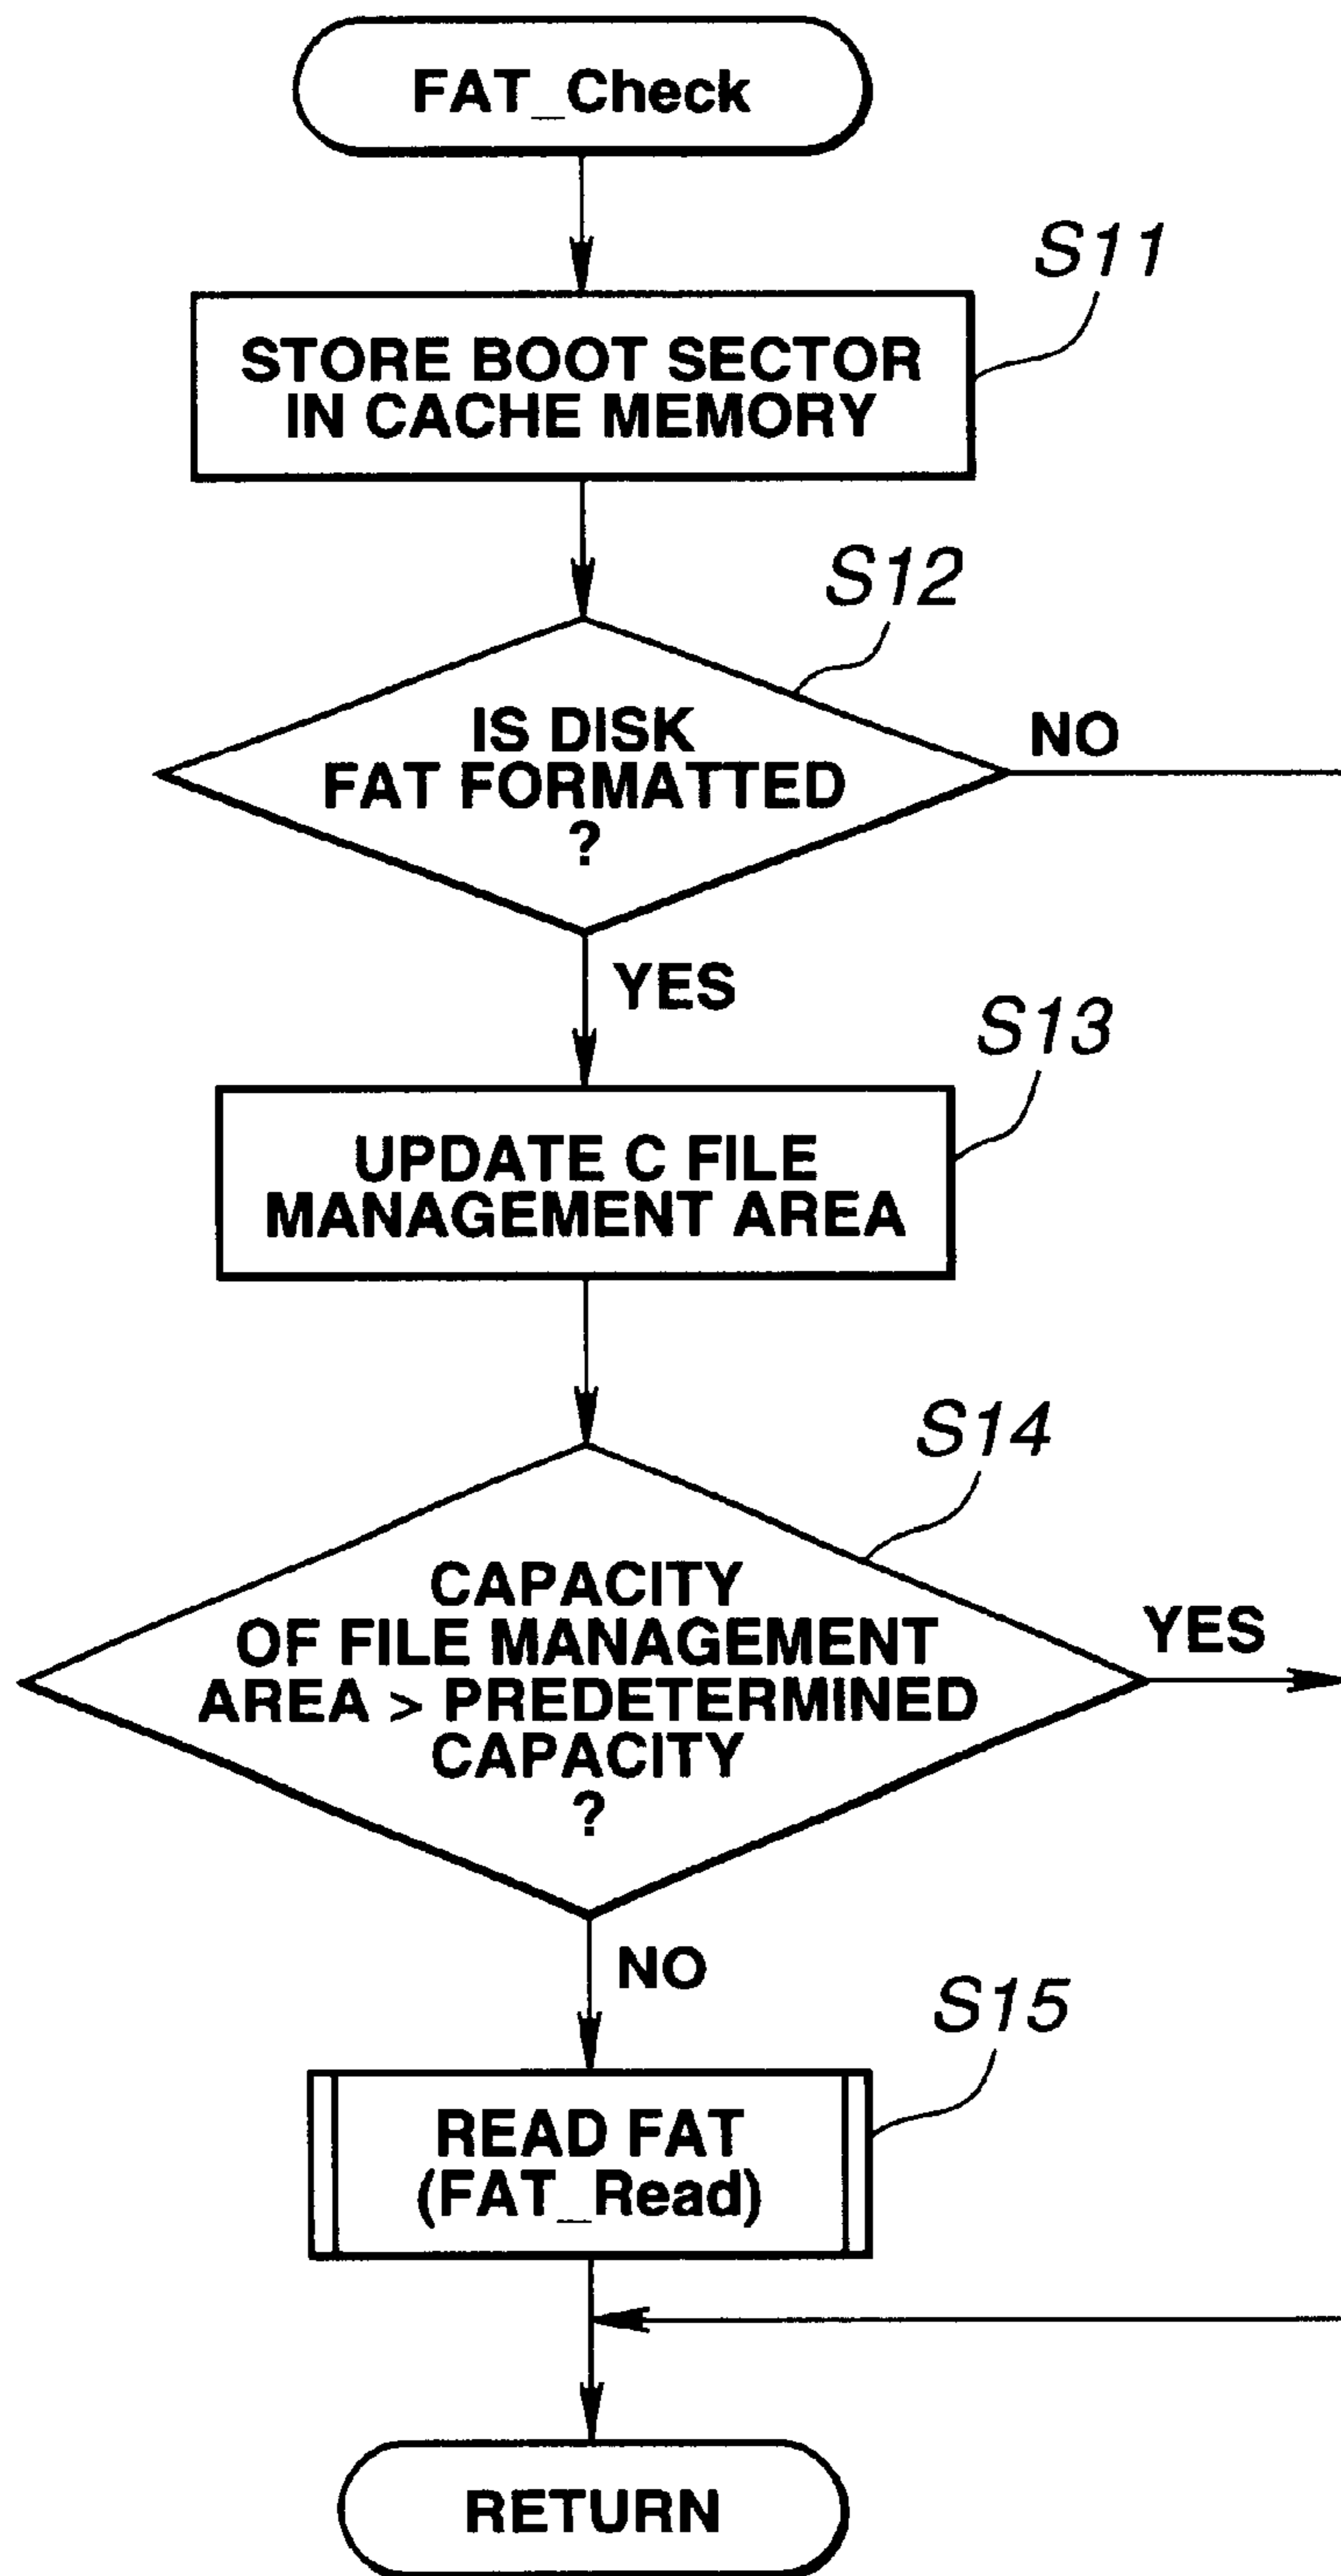 FAT_Check
S11
STORE BOOT SECTOR
IN CACHE MEMORY
S12
IS DISK
FAT FORMATTED
?
NO
YES
S13
UPDATE C FILE
MANAGEMENT AREA
S14
CAPACITY
OF FILE MANAGEMENT
AREA > PREDETERMINED
CAPACITY
?
YES
NO
S15
READ FAT
(FAT_Read)
RETURN